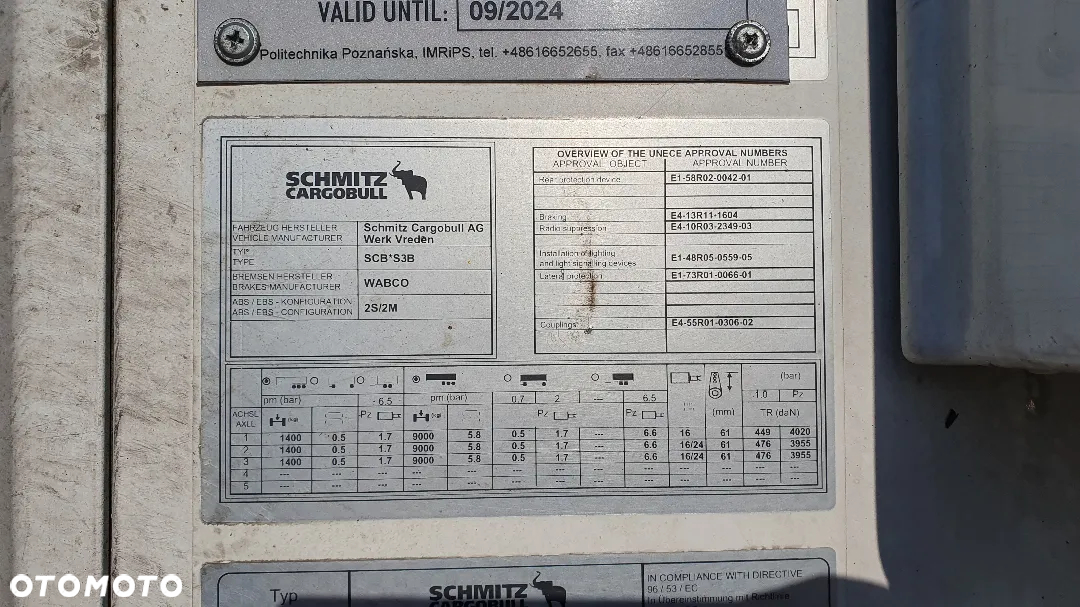 VALID UNTIL: 09/2024
Politechnika Poznańska, IMRiPS, tel. +48616652655, fax +48616652855
SCHMITZ
CARGOBULL
FAHRZEUG HERSTELLER
VEHICLE MANUFACTURER
Schmitz Cargobull AG
Werk Vreden
TYP
TYPE
SCB*S3B
BREMSEN HERSTELLER
BRAKES MANUFACTURER
WABCO
ABS / EBS - KONFIGURATION
ABS / EBS - CONFIGURATION
2S/2M
OVERVIEW OF THE UNECE APPROVAL NUMBERS
APPROVAL OBJECT APPROVAL NUMBER
Rear protection device E1-58R02-0042-01
Braking E4-13R11-1604
Radio suppression E4-10R03-2349-03
Installation of lighting
and light signalling devices E1-48R05-0559-05
Lateral protection E1-73R01-0066-01
Couplings E4-55R01-0306-02
(bar)
pm (bar) 6.5 pm (bar) 0.7 2 --- 6.5 1.0 Pz
ACHSE
AXLE (kg) Pz (kg) Pz Pz (mm) TR (daN)
1 1400 0.5 1.7 9000 5.8 0.5 1.7 --- 6.6 16 61 449 4020
2 1400 0.5 1.7 9000 5.8 0.5 1.7 --- 6.6 16/24 61 476 3955
3 1400 0.5 1.7 9000 5.8 0.5 1.7 --- 6.6 16/24 61 476 3955
4 --- --- --- --- --- --- --- --- --- --- --- --- ---
5 --- --- --- --- --- --- --- --- --- --- --- --- ---
Typ
SCHMITZ
CARGOBULL
IN COMPLIANCE WITH DIRECTIVE
96 / 53 / EC
In Übereinstimmung mit Richtlinie
OTOMOTO